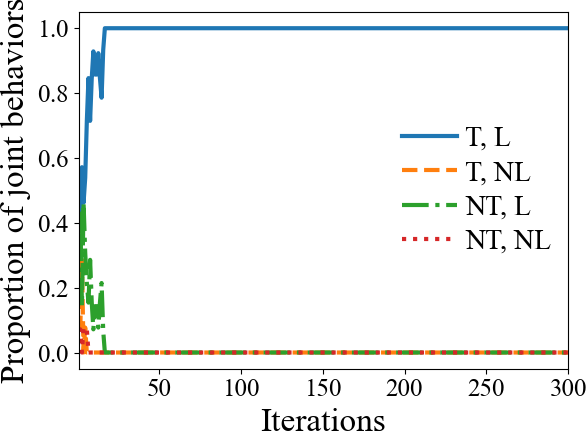 Proportion of joint behaviors
1.0
0.8
0.6
0.4
0.2
0.0
T, L
T, NL
NT, L
NT, NL
50 100 150 200 250 300
Iterations